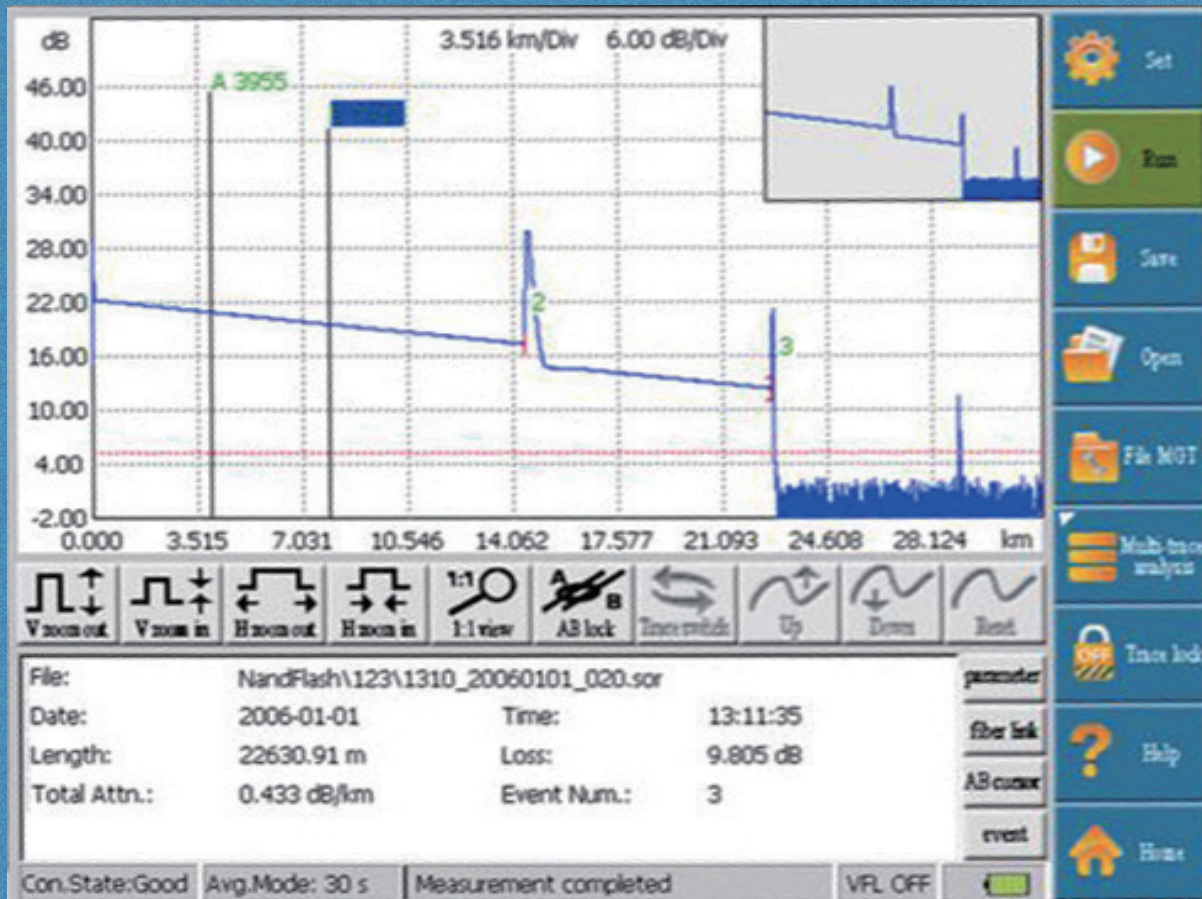 dB
3.516 km/Div 6.00 dB/Div
A 3955
46.00
40.00
34.00
28.00
22.00
16.00
10.00
4.00
-2.00
2
3
0.000 3.515 7.031 10.546 14.062 17.577 21.093 24.608 28.124 km
Set
Run
Save
Open
File MGT
Multi-trace
analysis
OFF
Trace lock
Help
Home
V zoom out
V zoom in
H zoom out
H zoom in
1:1
1:1 view
A
B
AB lock
Trace switch
Up
Down
Reset
File: NandFlash\123\1310_20060101_020.sor
Date: 2006-01-01 Time: 13:11:35
Length: 22630.91 m Loss: 9.805 dB
Total Attn.: 0.433 dB/km Event Num.: 3
parameter
fiber link
AB cursor
event
Con.State:Good Avg.Mode: 30 s Measurement completed VFL OFF